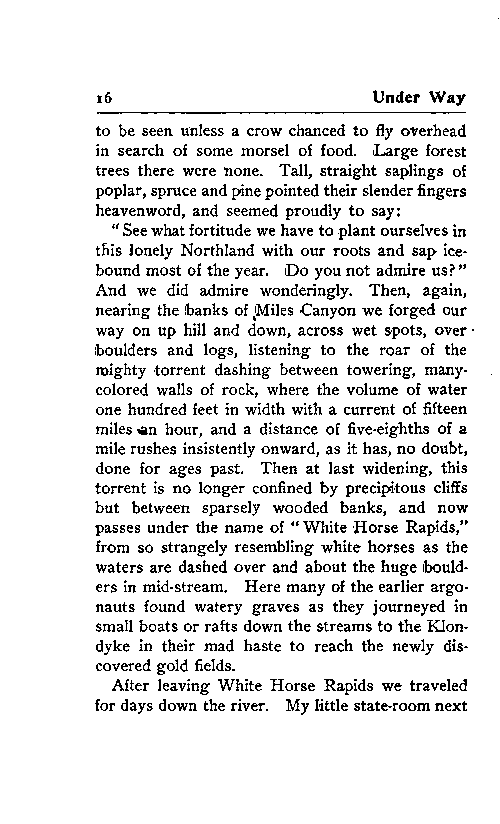 16 Under Way
to be seen unless a crow chanced to fly overhead
in search of some morsel of food. Large forest
trees there were none. Tall, straight saplings of
poplar, spruce and pine pointed their slender fingers
heavenword, and seemed proudly to say:
"See what fortitude we have to plant ourselves in
this lonely Northland with our roots and sap ice-
bound most of the year. Do you not admire us?"
And we did admire wonderingly. Then, again,
nearing the banks of Miles Canyon we forged our
way on up hill and down, across wet spots, over
boulders and logs, listening to the roar of the
mighty torrent dashing between towering, many-
colored walls of rock, where the volume of water
one hundred feet in width with a current of fifteen
miles an hour, and a distance of five-eighths of a
mile rushes insistently onward, as it has, no doubt,
done for ages past. Then at last widening, this
torrent is no longer confined by precipitous cliffs
but between sparsely wooded banks, and now
passes under the name of "White Horse Rapids,"
from so strangely resembling white horses as the
waters are dashed over and about the huge bould-
ers in mid-stream. Here many of the earlier argo-
nauts found watery graves as they journeyed in
small boats or rafts down the streams to the Klon-
dyke in their mad haste to reach the newly dis-
covered gold fields.
After leaving White Horse Rapids we traveled
for days down the river. My little state-room next